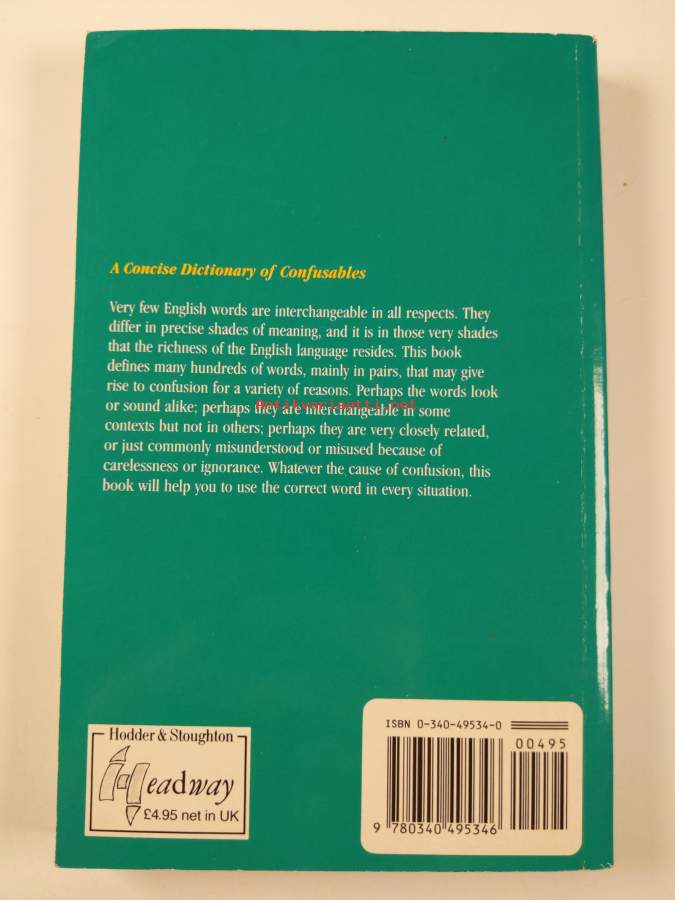 A Concise Dictionary of Confusables
Very few English words are interchangeable in all respects. They
differ in precise shades of meaning, and it is in those very shades
that the richness of the English language resides. This book
defines many hundreds of words, mainly in pairs, that may give
rise to confusion for a variety of reasons. Perhaps the words look
Antikvariaatti.net
or sound alike; perhaps they are interchangeable in some
contexts but not in others; perhaps they are very closely related,
or just commonly misunderstood or misused because of
carelessness or ignorance. Whatever the cause of confusion, this
book will help you to use the correct word in every situation.
Hodder & Stoughton
Headway
£4.95 net in UK
ISBN 0-340-49534-0
00495
9 780340 495346